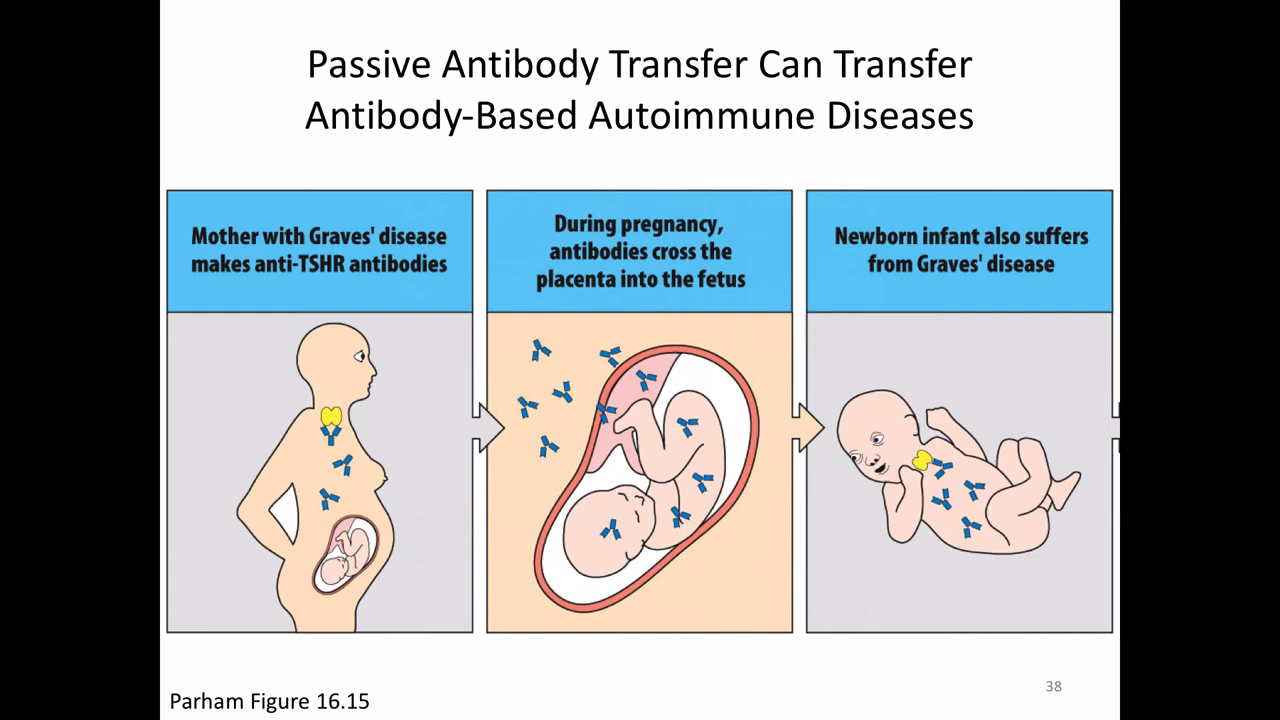 Passive Antibody Transfer Can Transfer
Antibody-Based Autoimmune Diseases
Mother with Graves' disease
makes anti-TSHR antibodies
During pregnancy,
antibodies cross the
placenta into the fetus
Newborn infant also suffers
from Graves' disease
Parham Figure 16.15
38